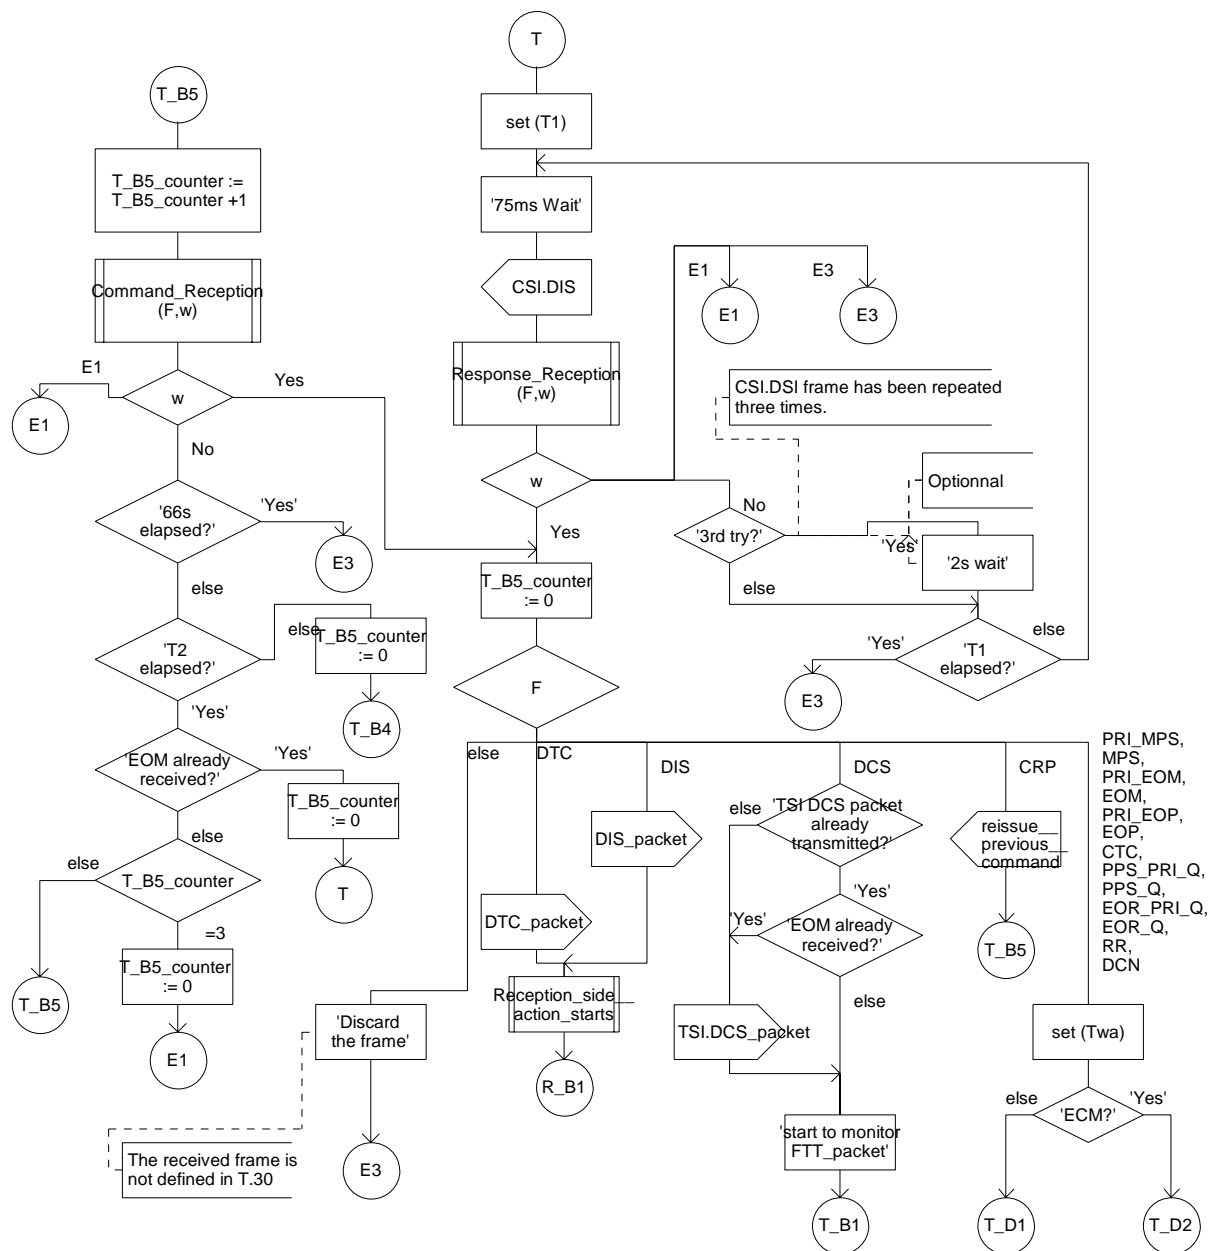 T
T_B5
set (T1)
T_B5_counter :=
T_B5_counter +1
'75ms Wait'
Command_Reception
(F,w)
CSI.DIS
E1
E3
E1
E3
Response_Reception
(F,w)
E1
Yes
w
E1
CSI.DSI frame has been repeated
three times.
No
w
Optionnal
'66s
elapsed?'
'Yes'
E3
No
'3rd try?'
'Yes'
Yes
'2s wait'
else
T_B5_counter
:= 0
else
'T2
elapsed?'
else
T_B5_counter
:= 0
'Yes'
'T1
elapsed?'
else
E3
F
'Yes'
T_B4
'EOM already
received?'
'Yes'
T_B5_counter
:= 0
else
DTC
DIS
DCS
CRP
PRI_MPS,
MPS,
PRI_EOM,
EOM,
PRI_EOP,
EOP,
CTC,
PPS_PRI_Q,
PPS_Q,
EOR_PRI_Q,
EOR_Q,
RR,
DCN
else
'TSI DCS packet
already
transmitted?'
reissue__
previous__
command
DIS_packet
else
else
T_B5_counter
T
'Yes'
DTC_packet
'Yes'
'EOM already
received?'
T_B5
=3
T_B5_counter
:= 0
T_B5
Reception_side__
action_starts
else
'Discard
the frame'
TSI.DCS_packet
set (Twa)
E1
R_B1
else
'ECM?'
'Yes'
'start to monitor
FTT_packet'
The received frame is
not defined in T.30
E3
T_B1
T_D1
T_D2